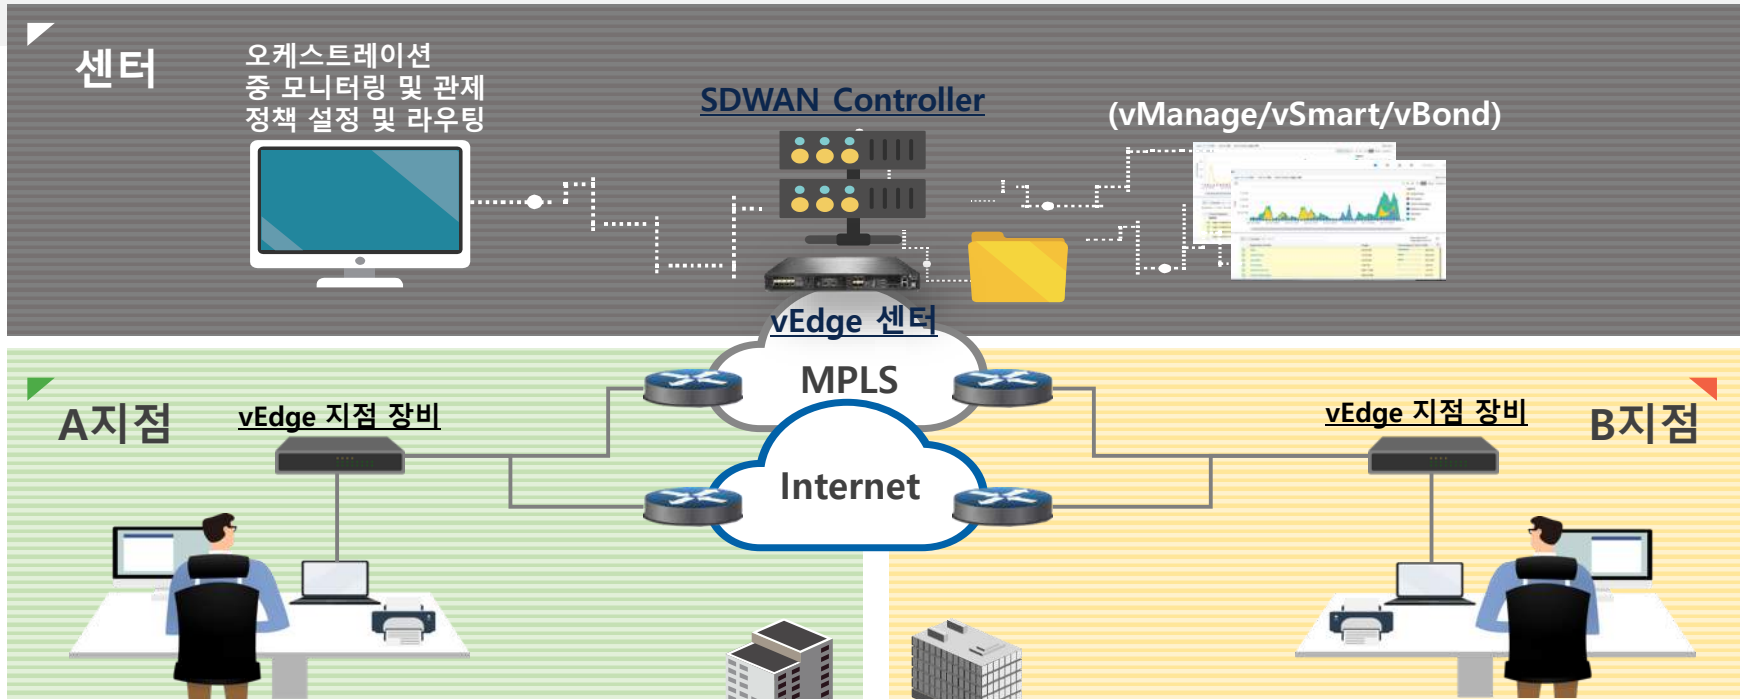 센터
오케스트레이션
중 모니터링 및 관제
정책 설정 및 라우팅
SDWAN Controller
(vManage/vSmart/vBond)
vEdge 센터
MPLS
Internet
A지점
vEdge 지점 장비
vEdge 지점 장비
B지점